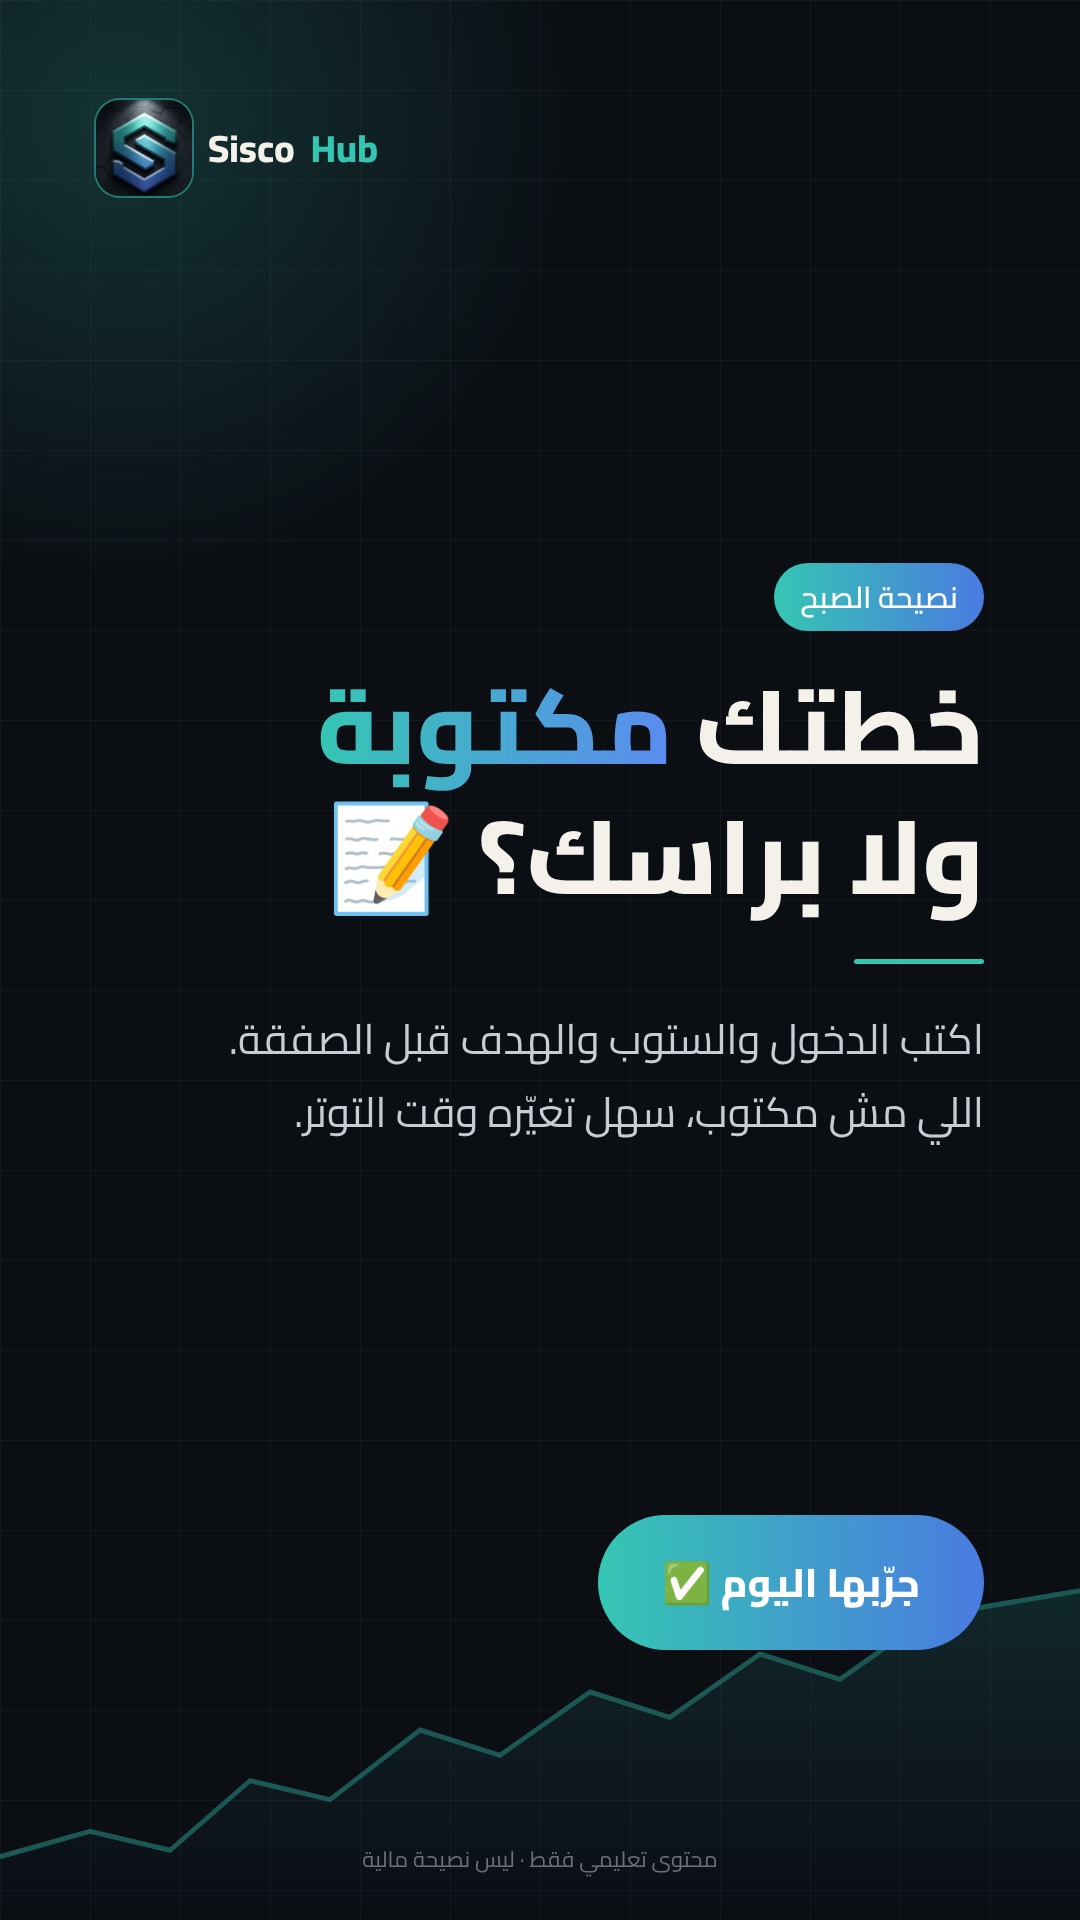 Sisco Hub
نصيحة الصبح
خطتك مكتوبة
ولا براسك؟ 📝
اكتب الدخول والستوب والهدف قبل الصفقة.
اللي مش مكتوب، سهل تغيّره وقت التوتر.
جرّبها اليوم ✅
محتوى تعليمي فقط · ليس نصيحة مالية